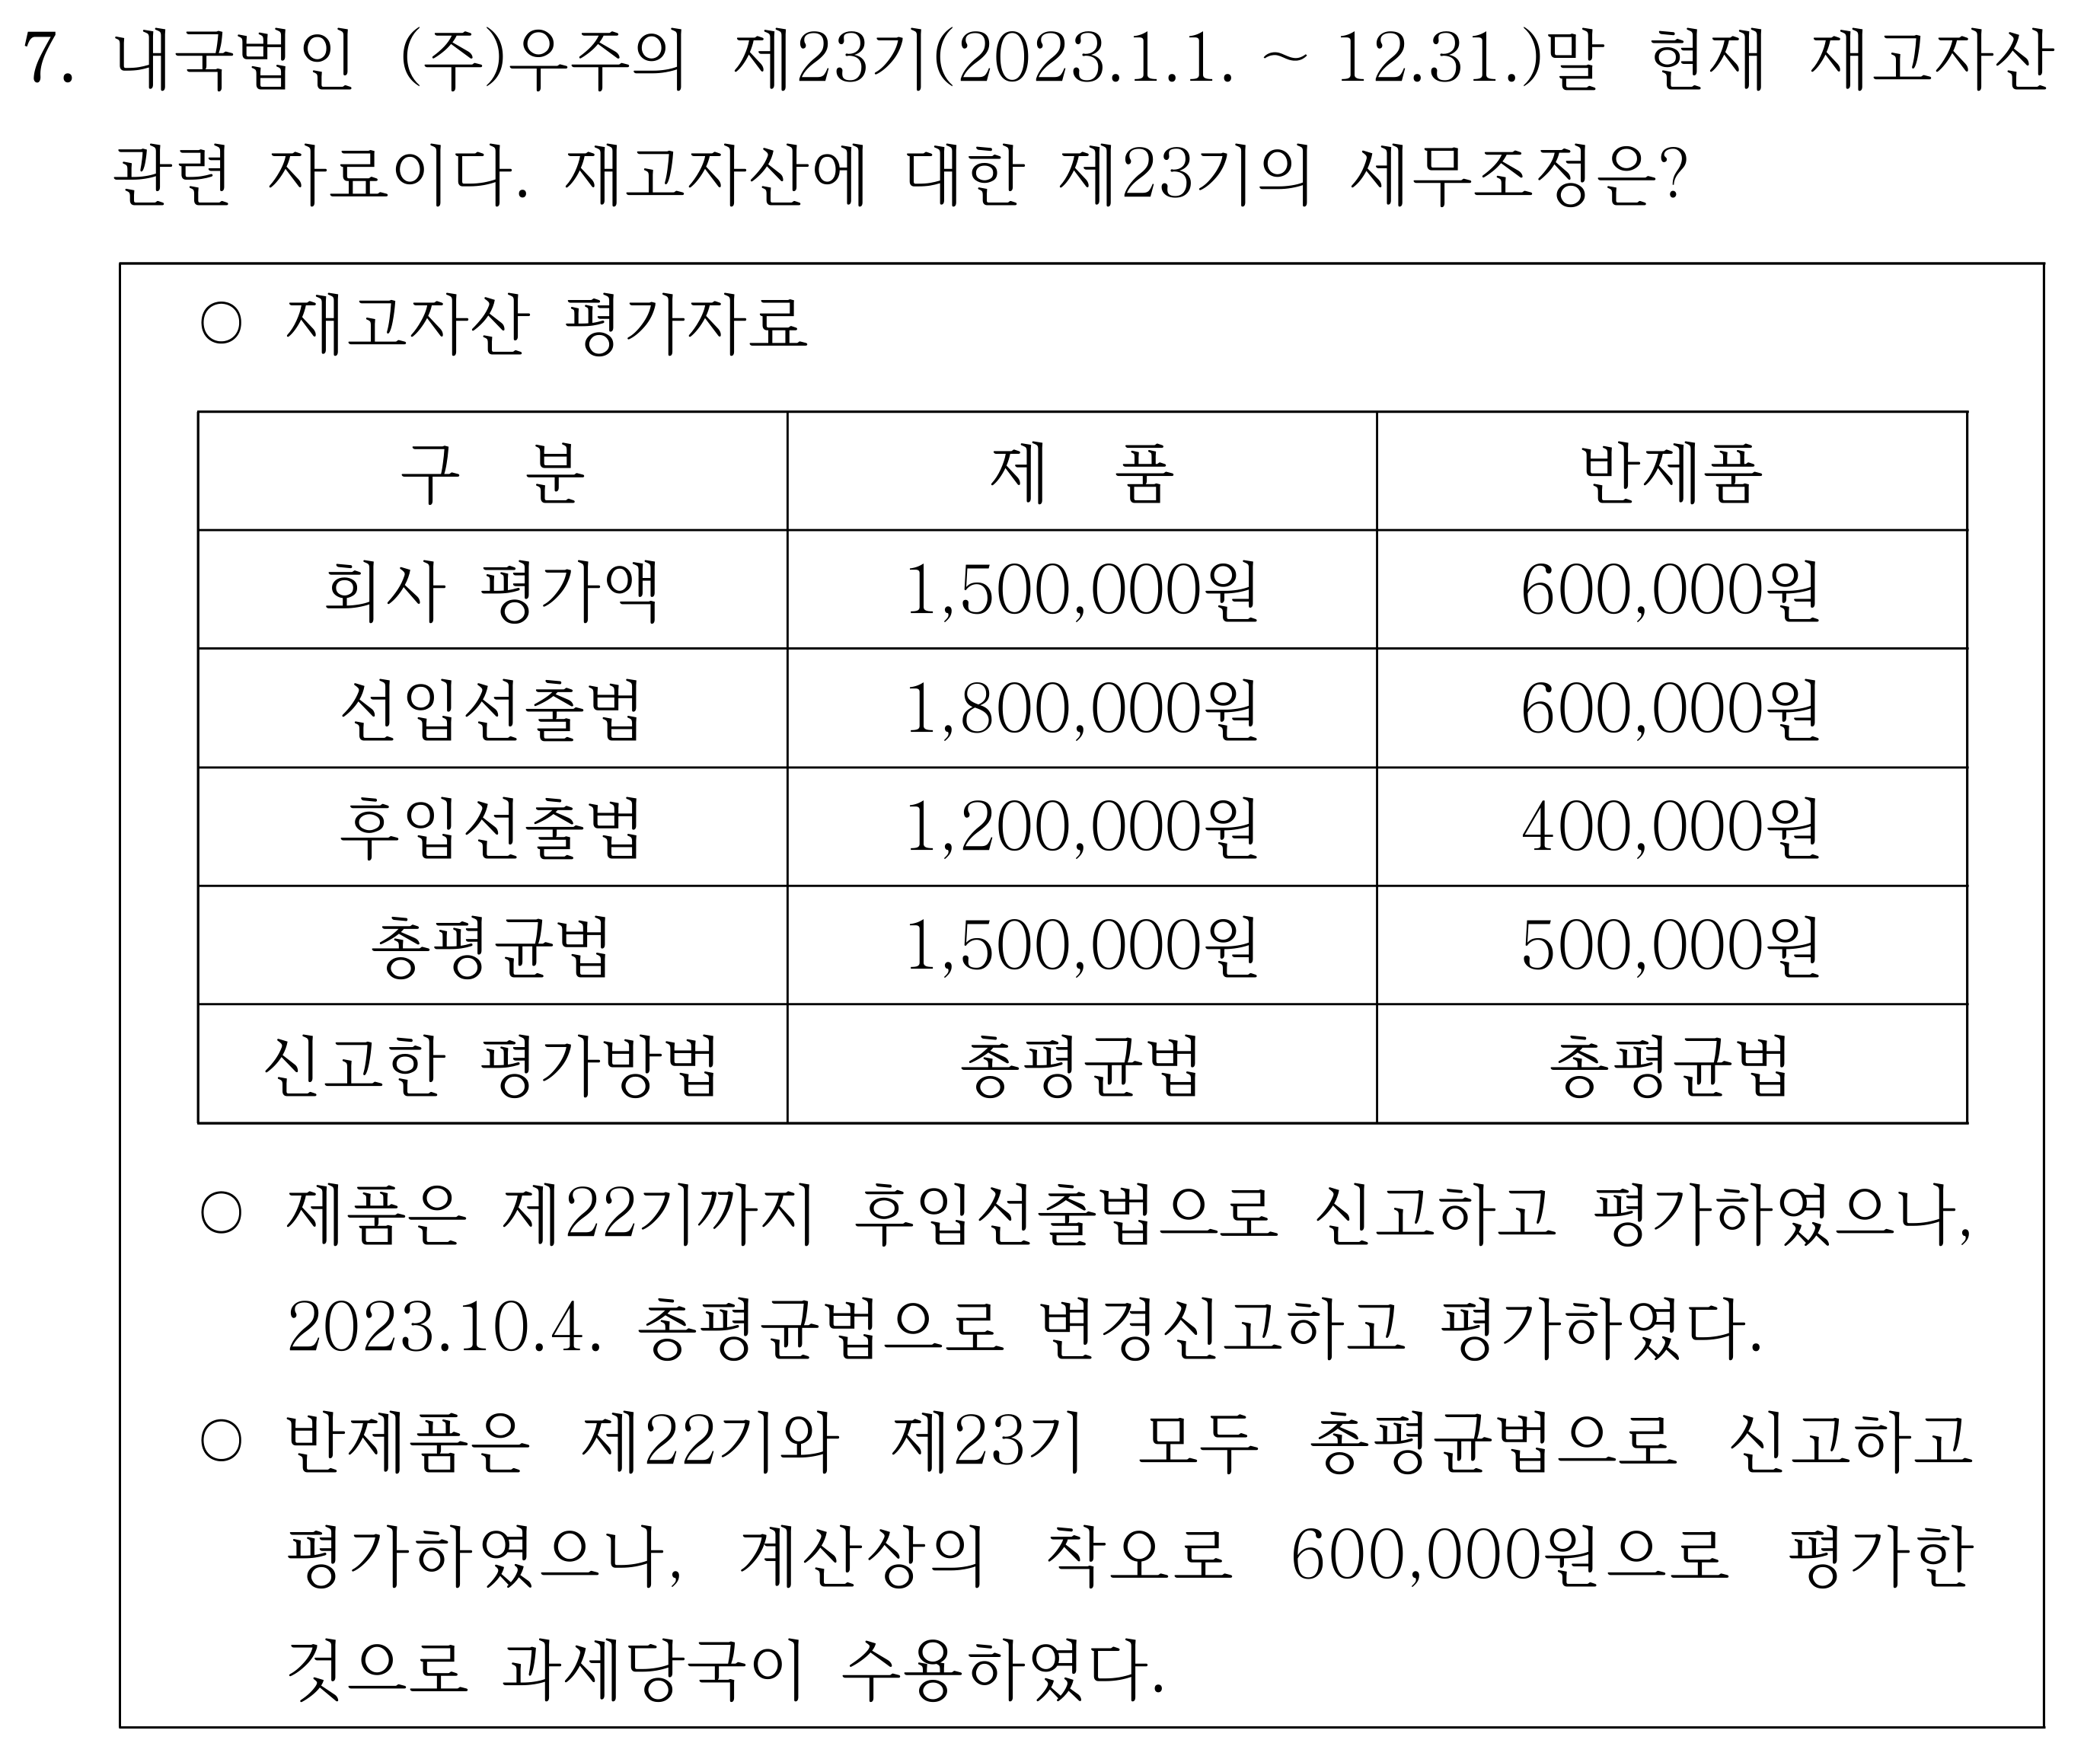 7. 내국법인 (주)우주의 제23기(2023.1.1. ~ 12.31.)말 현재 재고자산
관련 자료이다. 재고자산에 대한 제23기의 세무조정은?
○ 재고자산 평가자료
구 분 제 품 반제품
회사 평가액 1,500,000원 600,000원
선입선출법 1,800,000원 600,000원
후입선출법 1,200,000원 400,000원
총평균법 1,500,000원 500,000원
신고한 평가방법 총평균법 총평균법
○ 제품은 제22기까지 후입선출법으로 신고하고 평가하였으나,
2023.10.4. 총평균법으로 변경신고하고 평가하였다.
○ 반제품은 제22기와 제23기 모두 총평균법으로 신고하고
평가하였으나, 계산상의 착오로 600,000원으로 평가한
것으로 과세당국이 수용하였다.